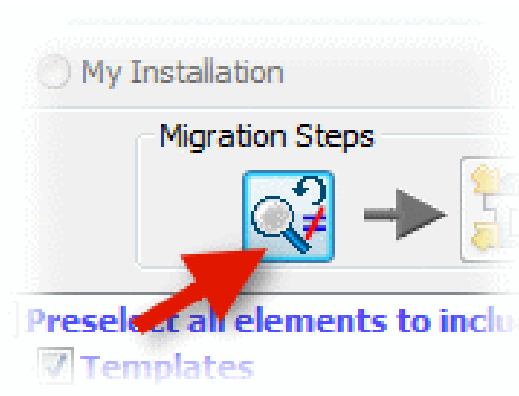 My Installation
Migration Steps
Preselect all elements to inclu
Templates